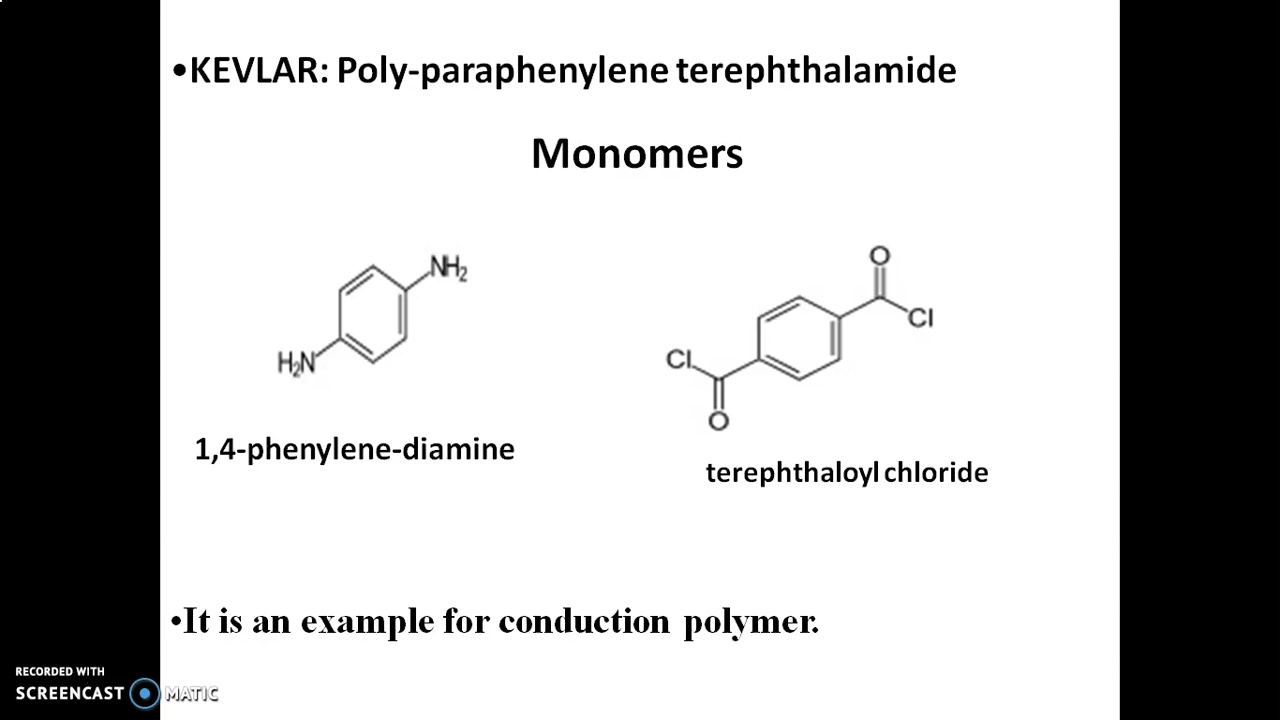 •KEVLAR: Poly-paraphenylene terephthalamide
Monomers
NH2
H2N
O
Cl
Cl
O
1,4-phenylene-diamine
terephthaloyl chloride
•It is an example for conduction polymer.
RECORDED WITH
SCREENCAST MATIC